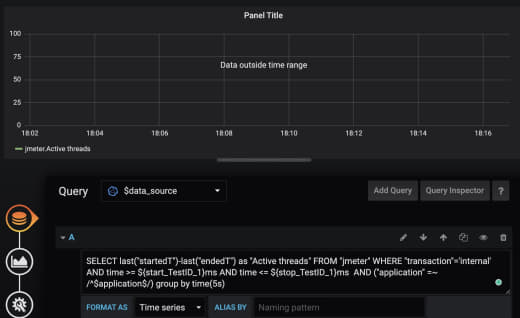 Panel Title
100
75
50
25
0
Data outside time range
18:02 18:04 18:06 18:08 18:10 18:12 18:14 18:16
jmeter.Active threads
Query $data_source Add Query Query Inspector ?
A
SELECT last("startedT")-last("endedT") as "Active threads" FROM "jmeter" WHERE "transaction"='internal'
AND time >= ${start_TestID_1}ms AND time <= ${stop_TestID_1}ms AND ("application" =~
/^$application$/) group by time(5s)
FORMAT AS Time series ALIAS BY Naming pattern